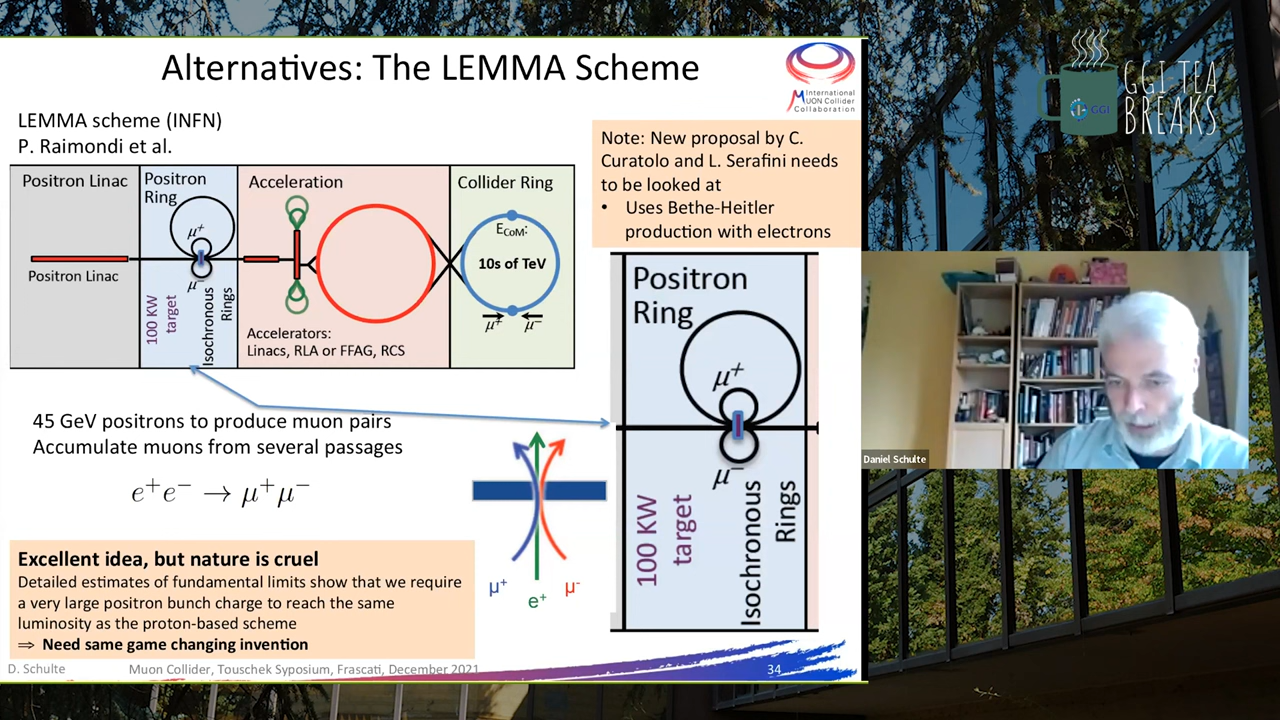 Alternatives: The LEMMA Scheme
International
MUON Collider
Collaboration
GGI TEA
BREAKS
GGI
LEMMA scheme (INFN)
P. Raimondi et al.
Note: New proposal by C.
Curatolo and L. Serafini needs
to be looked at
• Uses Bethe-Heitler
production with electrons
Positron Linac
Positron
Ring
Acceleration
Collider Ring
μ+
μ-
Positron Linac
100 KW
target
Isochronous
Rings
Accelerators:
Linacs, RLA or FFAG, RCS
ECoM:
10s of TeV
μ+
μ-
Positron
Ring
μ+
μ-
100 KW
target
Isochronous
Rings
45 GeV positrons to produce muon pairs
Accumulate muons from several passages
e+e- → μ+μ-
μ+
e+
μ-
Excellent idea, but nature is cruel
Detailed estimates of fundamental limits show that we require
a very large positron bunch charge to reach the same
luminosity as the proton-based scheme
⇒ Need same game changing invention
D. Schulte
Muon Collider, Touschek Syposium, Frascati, December 2021
34
Daniel Schulte